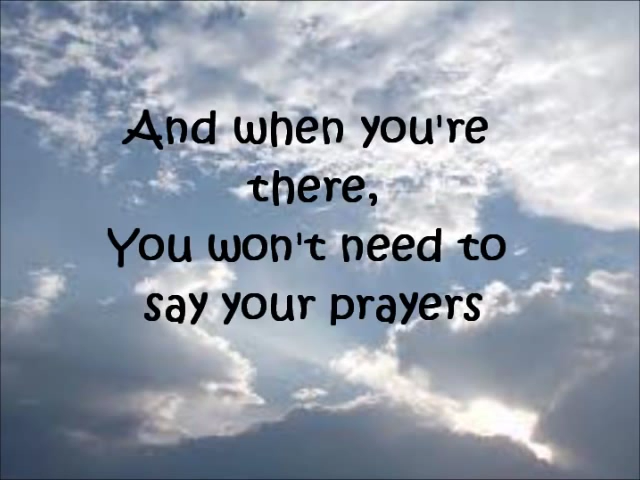 And when you're
there,
You won't need to
say your prayers